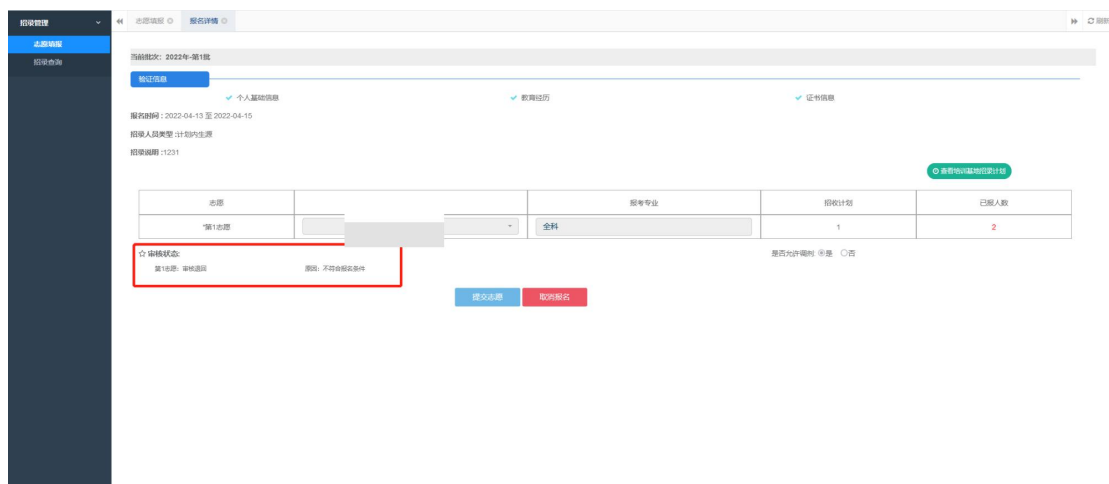 招录管理
志愿填报
报名详情
刷新
志愿填报
招录查询
当前批次：2022年-第1批
验证信息
个人基础信息
教育经历
证书信息
报名时间：2022-04-13 至 2022-04-15
招录人员类型:计划内生源
招录说明:1231
查看培训基地招录计划
志愿
报考专业
招收计划
已报人数
*第1志愿
全科
1
2
☆ 审核状态:
是否允许调剂: 是 否
第1志愿：审核退回
原因：不符合报名条件
提交志愿
取消报名